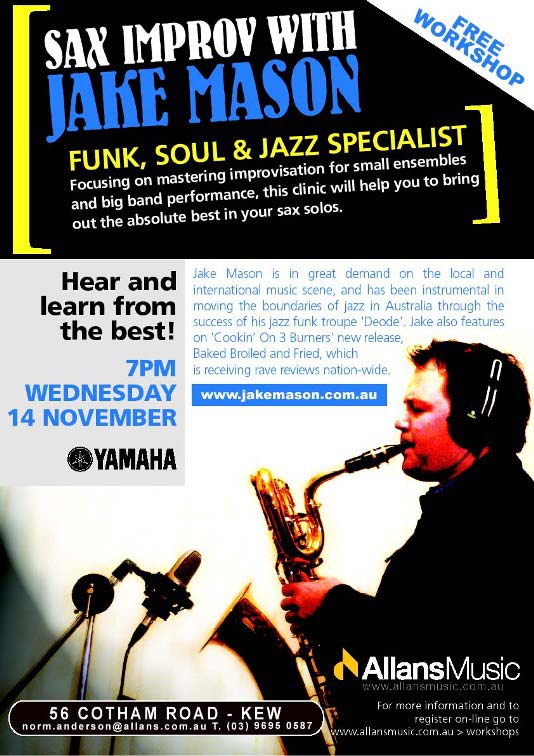 SAX IMPROV WITH
JAKE MASON
FREE
WORKSHOP
FUNK, SOUL & JAZZ SPECIALIST
Focusing on mastering improvisation for small ensembles
and big band performance, this clinic will help you to bring
out the absolute best in your sax solos.
Hear and
learn from
the best!
7PM
WEDNESDAY
14 NOVEMBER
YAMAHA
Jake Mason is in great demand on the local and
international music scene, and has been instrumental in
moving the boundaries of jazz in Australia through the
success of his jazz funk troupe 'Deode'. Jake also features
on 'Cookin' On 3 Burners' new release,
Baked Broiled and Fried, which
is receiving rave reviews nation-wide.
www.jakemason.com.au
AllansMusic
www.allansmusic.com.au
For more information and to
register on-line go to
www.allansmusic.com.au > workshops
56 COTHAM ROAD - KEW
norm.anderson@allans.com.au T. (03) 9695 0587